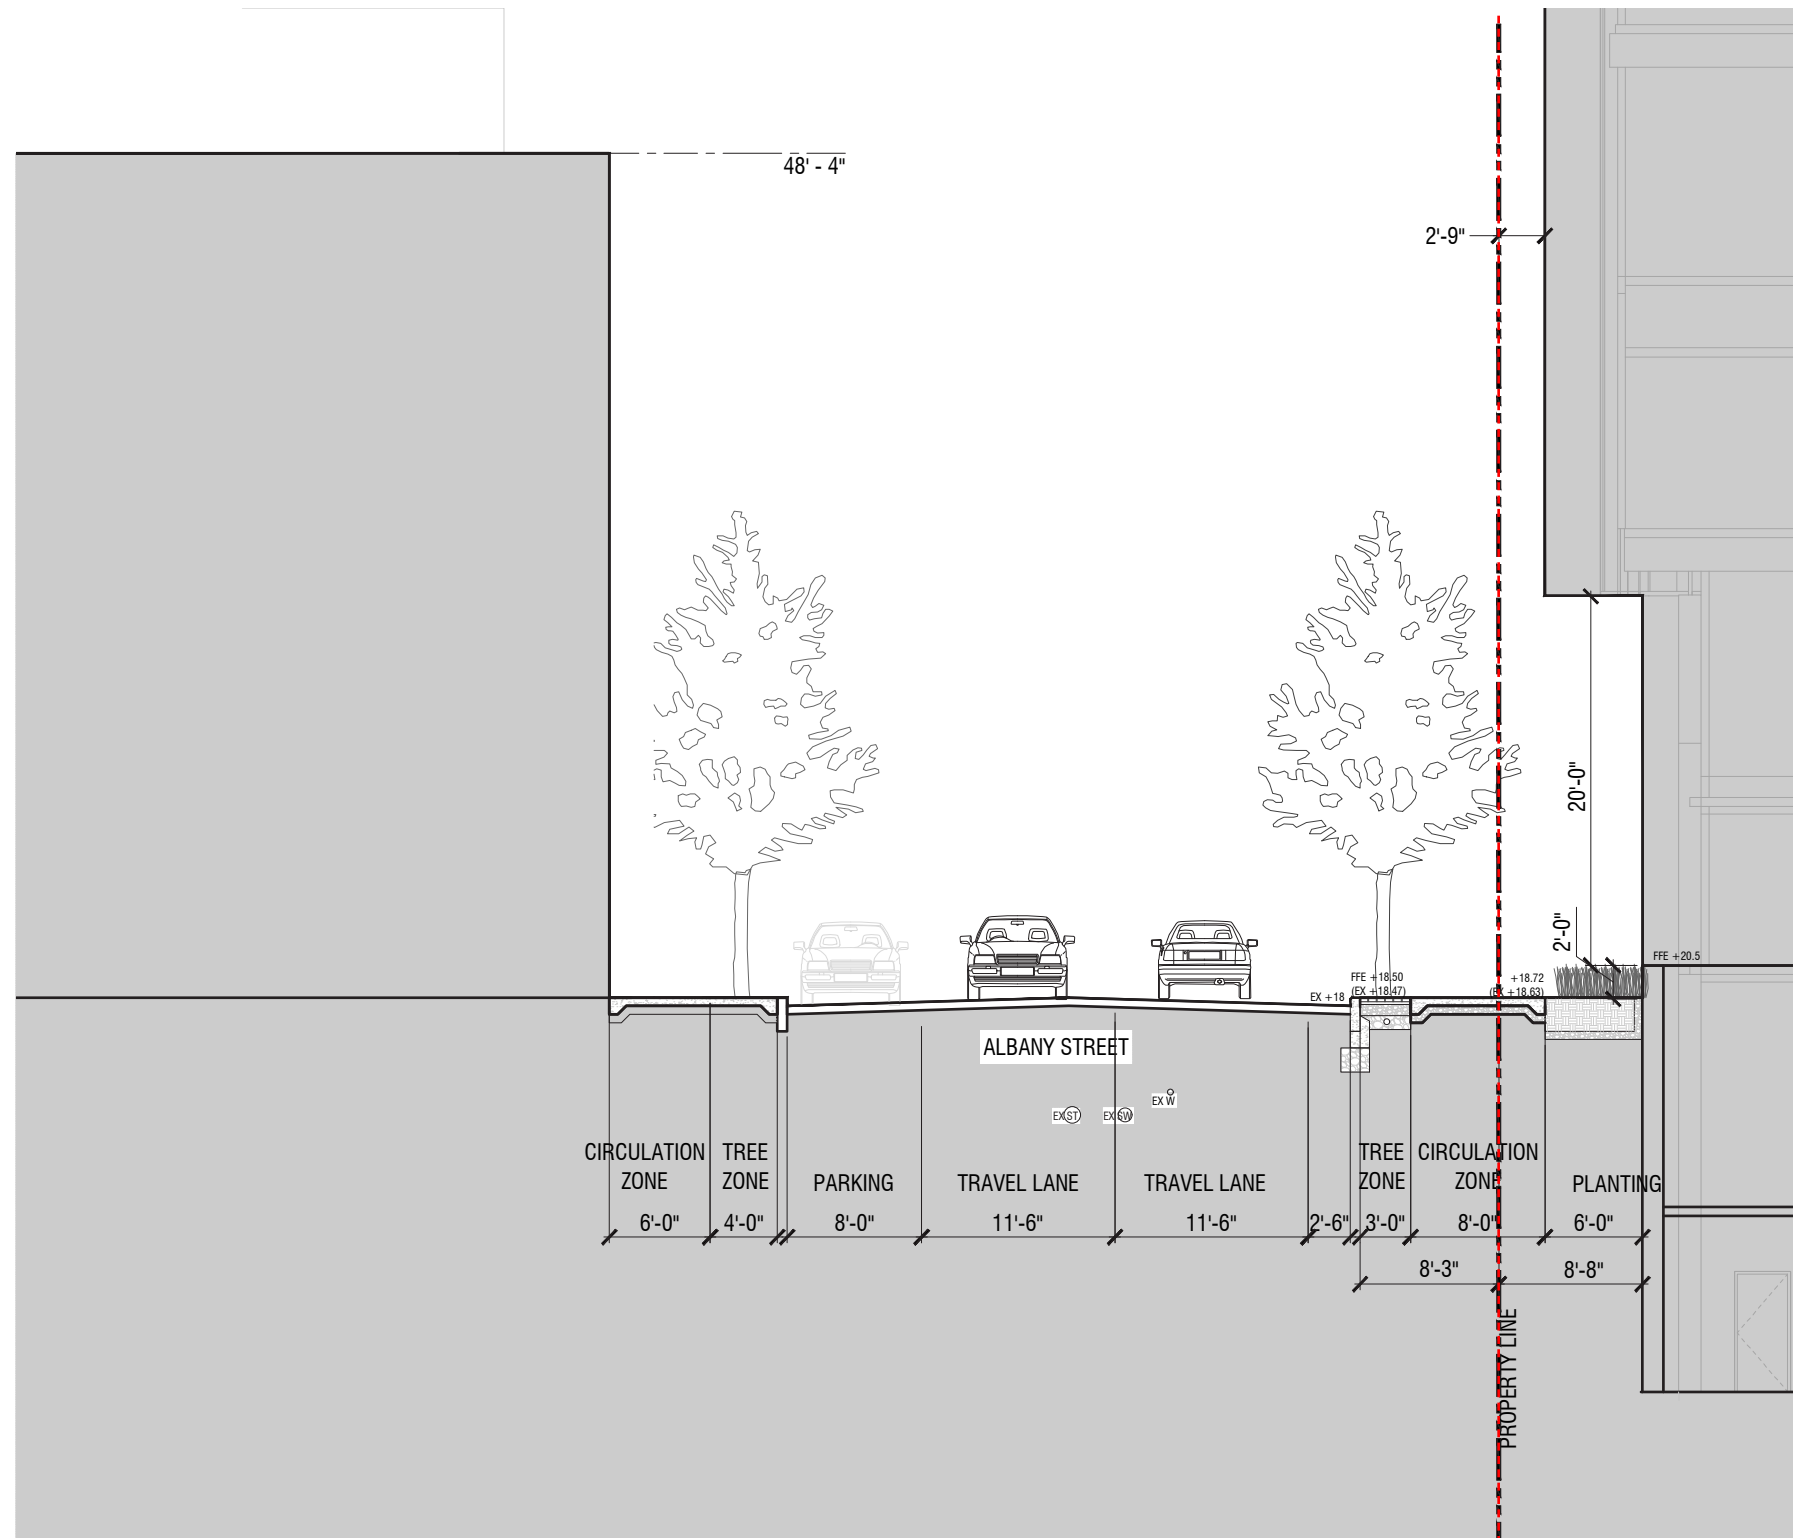 48' - 4"
2'-9"
20'-0"
2'-0"
FFE +20.5
FFE +18.50
(EX +18.47)
+18.72
(EX +18.63)
EX +18
ALBANY STREET
EX W
EX ST
EX SW
CIRCULATION
ZONE
TREE
ZONE
PARKING
TRAVEL LANE
TRAVEL LANE
TREE
ZONE
CIRCULATION
ZONE
PLANTING
6'-0"
4'-0"
8'-0"
11'-6"
11'-6"
2'-6"
3'-0"
8'-0"
6'-0"
8'-3"
8'-8"
PROPERTY LINE